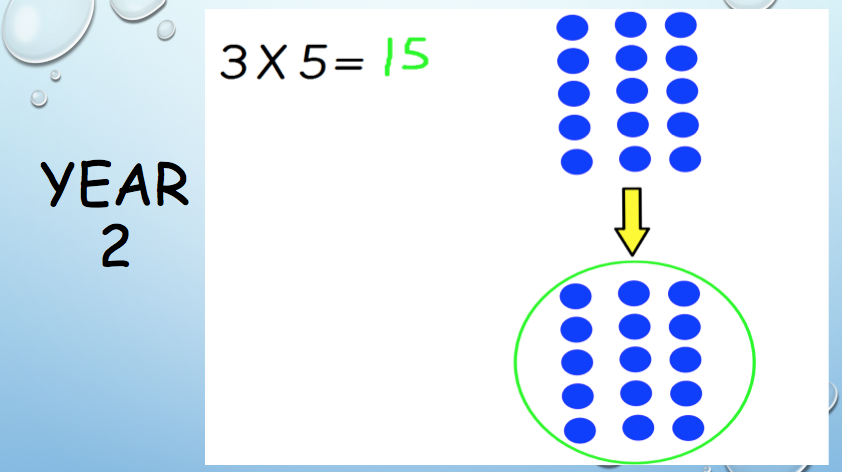 YEAR
2
3 X 5 = 15